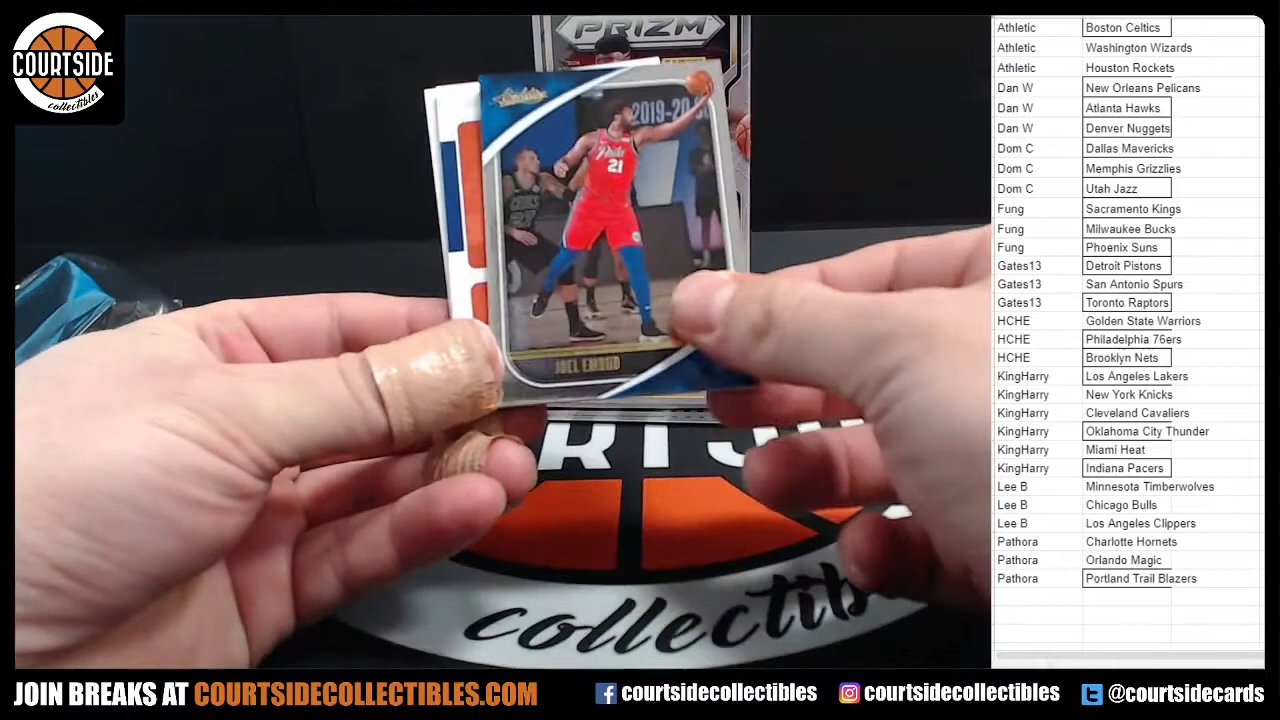 COURTSIDE
collectibles
PRIZM
2019-20
Phila
21
JOEL EMBIID
collectib
Athletic Boston Celtics
Athletic Washington Wizards
Athletic Houston Rockets
Dan W New Orleans Pelicans
Dan W Atlanta Hawks
Dan W Denver Nuggets
Dom C Dallas Mavericks
Dom C Memphis Grizzlies
Dom C Utah Jazz
Fung Sacramento Kings
Fung Milwaukee Bucks
Fung Phoenix Suns
Gates13 Detroit Pistons
Gates13 San Antonio Spurs
Gates13 Toronto Raptors
HCHE Golden State Warriors
HCHE Philadelphia 76ers
HCHE Brooklyn Nets
KingHarry Los Angeles Lakers
KingHarry New York Knicks
KingHarry Cleveland Cavaliers
KingHarry Oklahoma City Thunder
KingHarry Miami Heat
KingHarry Indiana Pacers
Lee B Minnesota Timberwolves
Lee B Chicago Bulls
Lee B Los Angeles Clippers
Pathora Charlotte Hornets
Pathora Orlando Magic
Pathora Portland Trail Blazers
JOIN BREAKS AT COURTSIDECOLLECTIBLES.COM
courtsidecollectibles
courtsidecollectibles
@courtsidecards